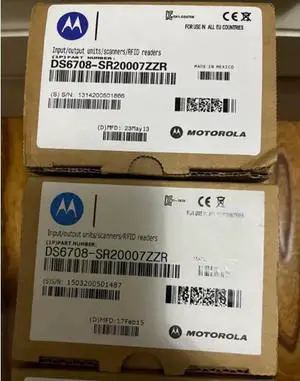 FOR USE IN ALL EU COUNTRIES
Input/output units/scanners/RFID readers
(1P)PART NUMBER:
MADE IN MEXICO
DS6708-SR20007ZZR
(S) S/N: 1314200501866
(D)MFD: 23May13
MOTOROLA
Input/output units/scanners/RFID readers
(1P)PART NUMBER:
DS6708-SR20007ZZR
(S)S/N: 1503200501487
(D)MFD:17Feb15
MOTOROLA